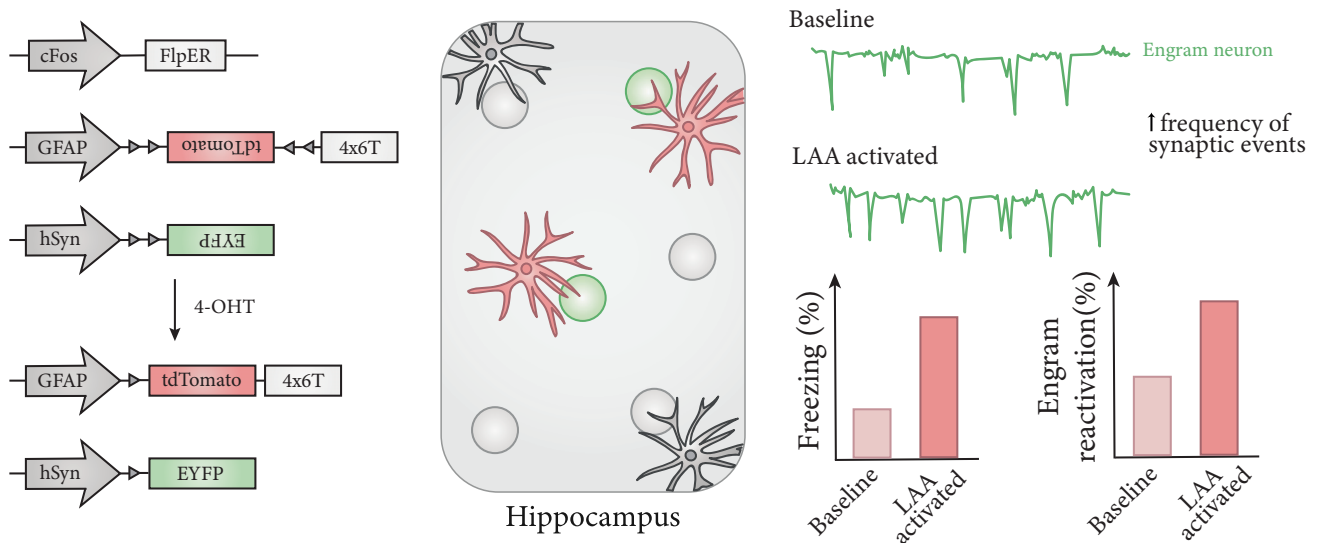 cFos
FlpER
GFAP
tdTomato
4x6T
hSyn
EYFP
4-OHT
GFAP
tdTomato
4x6T
hSyn
EYFP
Hippocampus
Baseline
Engram neuron
↑ frequency of
synaptic events
LAA activated
Freezing (%)
Baseline
LAA
activated
Engram
reactivation(%)
Baseline
LAA
activated